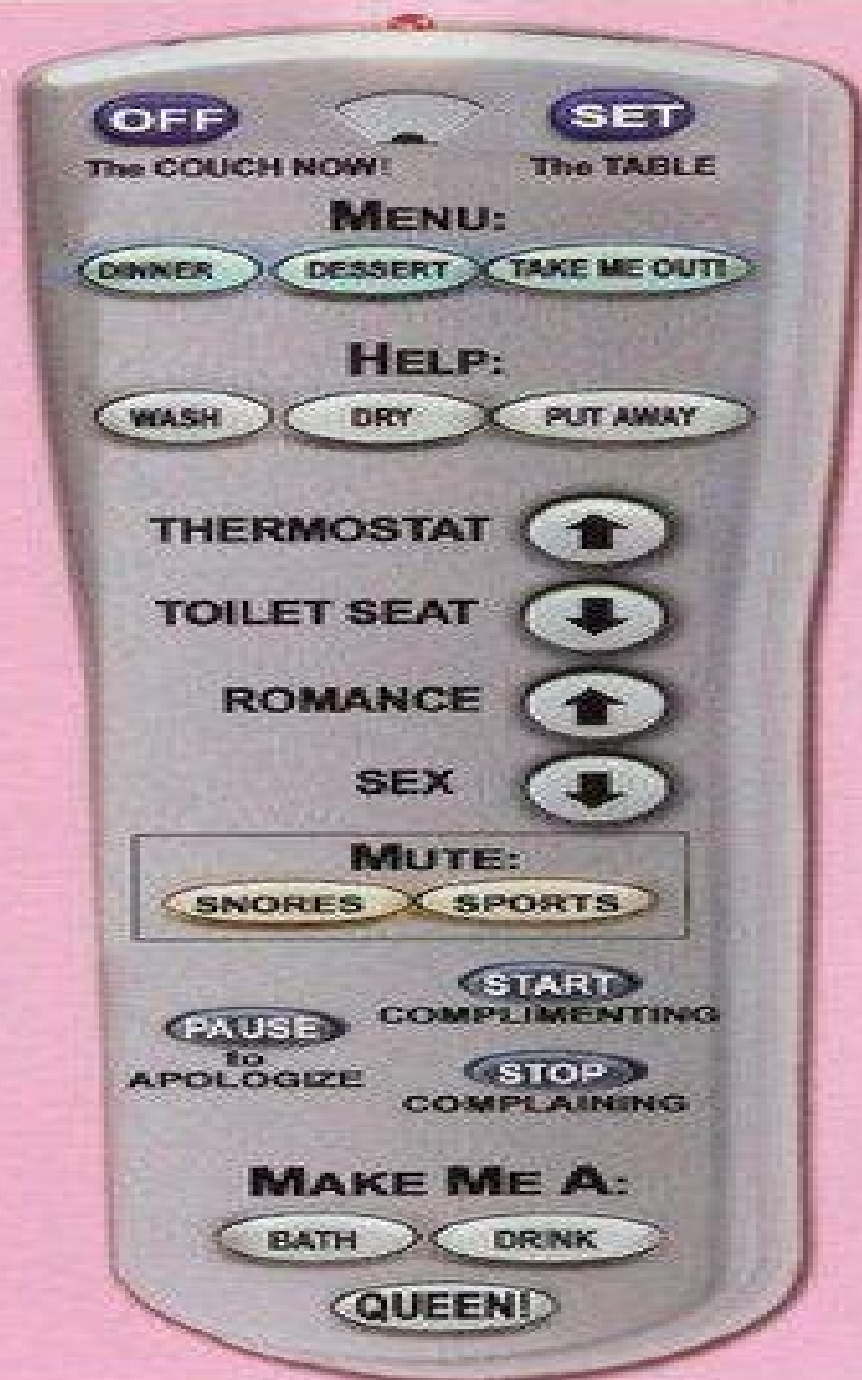 OFF SET
The COUCH NOW! The TABLE
MENU:
DINNER DESSERT TAKE ME OUT!
HELP:
WASH DRY PUT AWAY
THERMOSTAT
TOILET SEAT
ROMANCE
SEX
MUTE:
SNORES SPORTS
START
COMPLIMENTING
PAUSE
to
APOLOGIZE
STOP
COMPLAINING
MAKE ME A:
BATH DRINK
QUEEN!